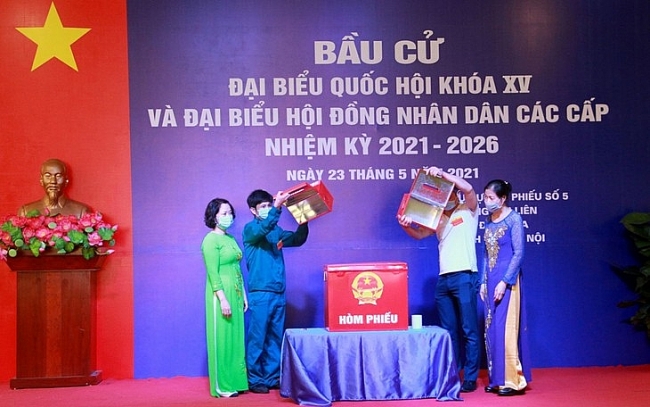 BẦU CỬ
ĐẠI BIỂU QUỐC HỘI KHÓA XV
VÀ ĐẠI BIỂU HỘI ĐỒNG NHÂN DÂN CÁC CẤP
NHIỆM KỲ 2021 - 2026
NGÀY 23 THÁNG 5 2021
PHIẾU SỐ 5
LIÊN
NỘI
HÒM PHIẾU